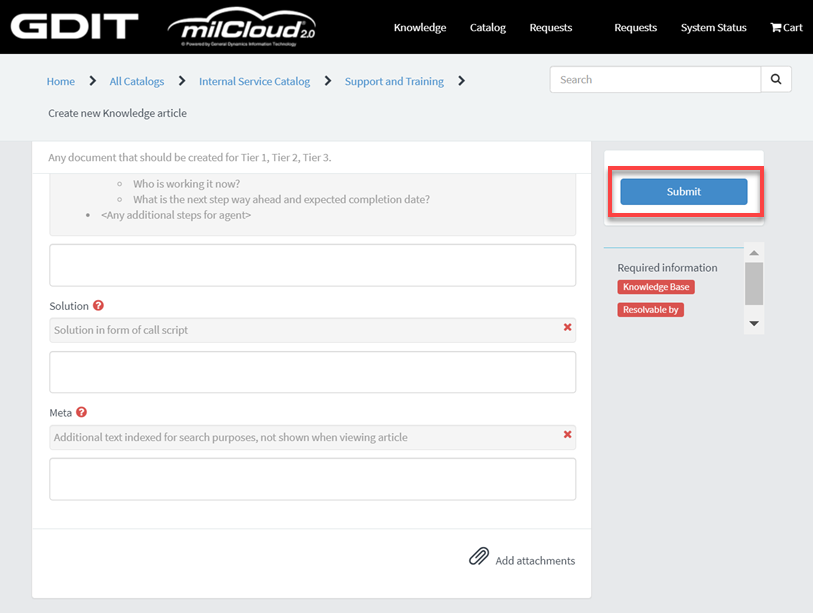 GDIT
milCloud 2.0
© Powered by General Dynamics Information Technology
Knowledge Catalog Requests Requests System Status Cart
Home > All Catalogs > Internal Service Catalog > Support and Training >
Search
Create new Knowledge article
Any document that should be created for Tier 1, Tier 2, Tier 3.
Who is working it now?
What is the next step way ahead and expected completion date?
<Any additional steps for agent>
Submit
Required information
Knowledge Base
Resolvable by
Solution ?
Solution in form of call script
Meta ?
Additional text indexed for search purposes, not shown when viewing article
Add attachments